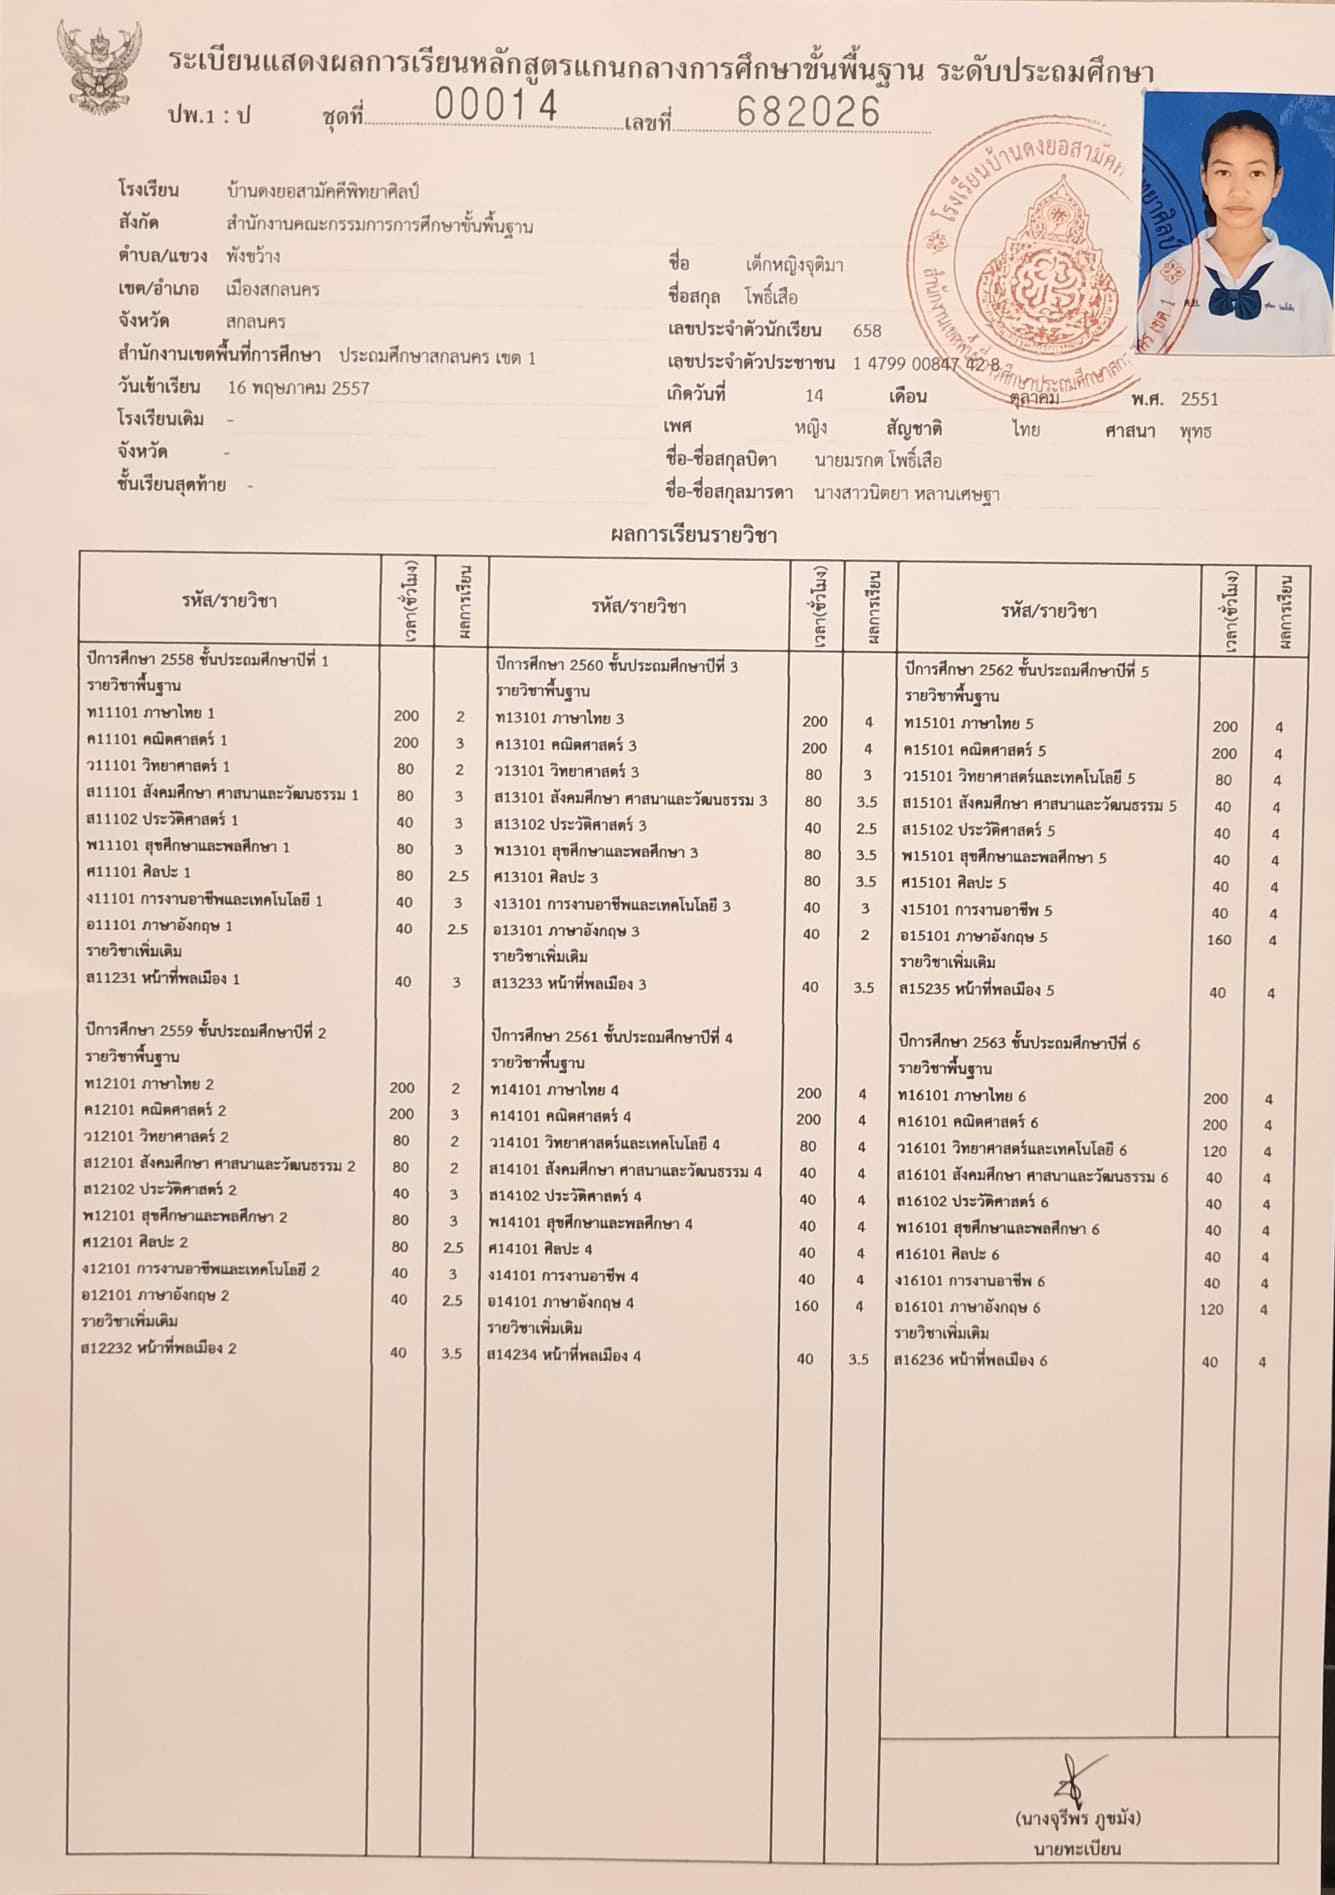 ระเบียนแสดงผลการเรียนหลักสูตรแกนกลางการศึกษาขั้นพื้นฐาน ระดับประถมศึกษา
ปพ.1 : ป ชุดที่ 00014 เลขที่ 682026
โรงเรียน บ้านดงยอสามัคคีพิทยาศิลป์
สังกัด สำนักงานคณะกรรมการการศึกษาขั้นพื้นฐาน
ตำบล/แขวง พังขว้าง
เขต/อำเภอ เมืองสกลนคร
จังหวัด สกลนคร
สำนักงานเขตพื้นที่การศึกษา ประถมศึกษาสกลนคร เขต 1
วันเข้าเรียน 16 พฤษภาคม 2557
โรงเรียนเดิม -
จังหวัด -
ชั้นเรียนสุดท้าย -
ชื่อ เด็กหญิงจุติมา
ชื่อสกุล โพธิ์เสือ
เลขประจำตัวนักเรียน 658
เลขประจำตัวประชาชน 1 4799 00847 42 8
เกิดวันที่ 14 เดือน ตุลาคม พ.ศ. 2551
เพศ หญิง สัญชาติ ไทย ศาสนา พุทธ
ชื่อ-ชื่อสกุลบิดา นายมรกต โพธิ์เสือ
ชื่อ-ชื่อสกุลมารดา นางสาวนิตยา หลานเศษฐา
ผลการเรียนรายวิชา
รหัส/รายวิชา เวลา(ชั่วโมง) ผลการเรียน
ปีการศึกษา 2558 ชั้นประถมศึกษาปีที่ 1
รายวิชาพื้นฐาน
ท11101 ภาษาไทย 1 200 2
ค11101 คณิตศาสตร์ 1 200 3
ว11101 วิทยาศาสตร์ 1 80 2
ส11101 สังคมศึกษา ศาสนาและวัฒนธรรม 1 80 3
ส11102 ประวัติศาสตร์ 1 40 3
พ11101 สุขศึกษาและพลศึกษา 1 80 3
ศ11101 ศิลปะ 1 80 2.5
ง11101 การงานอาชีพและเทคโนโลยี 1 40 3
อ11101 ภาษาอังกฤษ 1 40 2.5
รายวิชาเพิ่มเติม
ส11231 หน้าที่พลเมือง 1 40 3
ปีการศึกษา 2559 ชั้นประถมศึกษาปีที่ 2
รายวิชาพื้นฐาน
ท12101 ภาษาไทย 2 200 2
ค12101 คณิตศาสตร์ 2 200 3
ว12101 วิทยาศาสตร์ 2 80 2
ส12101 สังคมศึกษา ศาสนาและวัฒนธรรม 2 80 2
ส12102 ประวัติศาสตร์ 2 40 3
พ12101 สุขศึกษาและพลศึกษา 2 80 3
ศ12101 ศิลปะ 2 80 2.5
ง12101 การงานอาชีพและเทคโนโลยี 2 40 3
อ12101 ภาษาอังกฤษ 2 40 2.5
รายวิชาเพิ่มเติม
ส12232 หน้าที่พลเมือง 2 40 3.5
รหัส/รายวิชา เวลา(ชั่วโมง) ผลการเรียน
ปีการศึกษา 2560 ชั้นประถมศึกษาปีที่ 3
รายวิชาพื้นฐาน
ท13101 ภาษาไทย 3 200 4
ค13101 คณิตศาสตร์ 3 200 4
ว13101 วิทยาศาสตร์ 3 80 3
ส13101 สังคมศึกษา ศาสนาและวัฒนธรรม 3 80 3.5
ส13102 ประวัติศาสตร์ 3 40 2.5
พ13101 สุขศึกษาและพลศึกษา 3 80 3.5
ศ13101 ศิลปะ 3 80 3.5
ง13101 การงานอาชีพและเทคโนโลยี 3 40 3
อ13101 ภาษาอังกฤษ 3 40 2
รายวิชาเพิ่มเติม
ส13233 หน้าที่พลเมือง 3 40 3.5
ปีการศึกษา 2561 ชั้นประถมศึกษาปีที่ 4
รายวิชาพื้นฐาน
ท14101 ภาษาไทย 4 200 4
ค14101 คณิตศาสตร์ 4 200 4
ว14101 วิทยาศาสตร์และเทคโนโลยี 4 80 4
ส14101 สังคมศึกษา ศาสนาและวัฒนธรรม 4 40 4
ส14102 ประวัติศาสตร์ 4 40 4
พ14101 สุขศึกษาและพลศึกษา 4 40 4
ศ14101 ศิลปะ 4 40 4
ง14101 การงานอาชีพ 4 40 4
อ14101 ภาษาอังกฤษ 4 160 4
รายวิชาเพิ่มเติม
ส14234 หน้าที่พลเมือง 4 40 3.5
รหัส/รายวิชา เวลา(ชั่วโมง) ผลการเรียน
ปีการศึกษา 2562 ชั้นประถมศึกษาปีที่ 5
รายวิชาพื้นฐาน
ท15101 ภาษาไทย 5 200 4
ค15101 คณิตศาสตร์ 5 200 4
ว15101 วิทยาศาสตร์และเทคโนโลยี 5 80 4
ส15101 สังคมศึกษา ศาสนาและวัฒนธรรม 5 40 4
ส15102 ประวัติศาสตร์ 5 40 4
พ15101 สุขศึกษาและพลศึกษา 5 40 4
ศ15101 ศิลปะ 5 40 4
ง15101 การงานอาชีพ 5 40 4
อ15101 ภาษาอังกฤษ 5 160 4
รายวิชาเพิ่มเติม
ส15235 หน้าที่พลเมือง 5 40 4
ปีการศึกษา 2563 ชั้นประถมศึกษาปีที่ 6
รายวิชาพื้นฐาน
ท16101 ภาษาไทย 6 200 4
ค16101 คณิตศาสตร์ 6 200 4
ว16101 วิทยาศาสตร์และเทคโนโลยี 6 120 4
ส16101 สังคมศึกษา ศาสนาและวัฒนธรรม 6 40 4
ส16102 ประวัติศาสตร์ 6 40 4
พ16101 สุขศึกษาและพลศึกษา 6 40 4
ศ16101 ศิลปะ 6 40 4
ง16101 การงานอาชีพ 6 40 4
อ16101 ภาษาอังกฤษ 6 120 4
รายวิชาเพิ่มเติม
ส16236 หน้าที่พลเมือง 6 40 4
(นางจุรีพร ภูขมัง)
นายทะเบียน